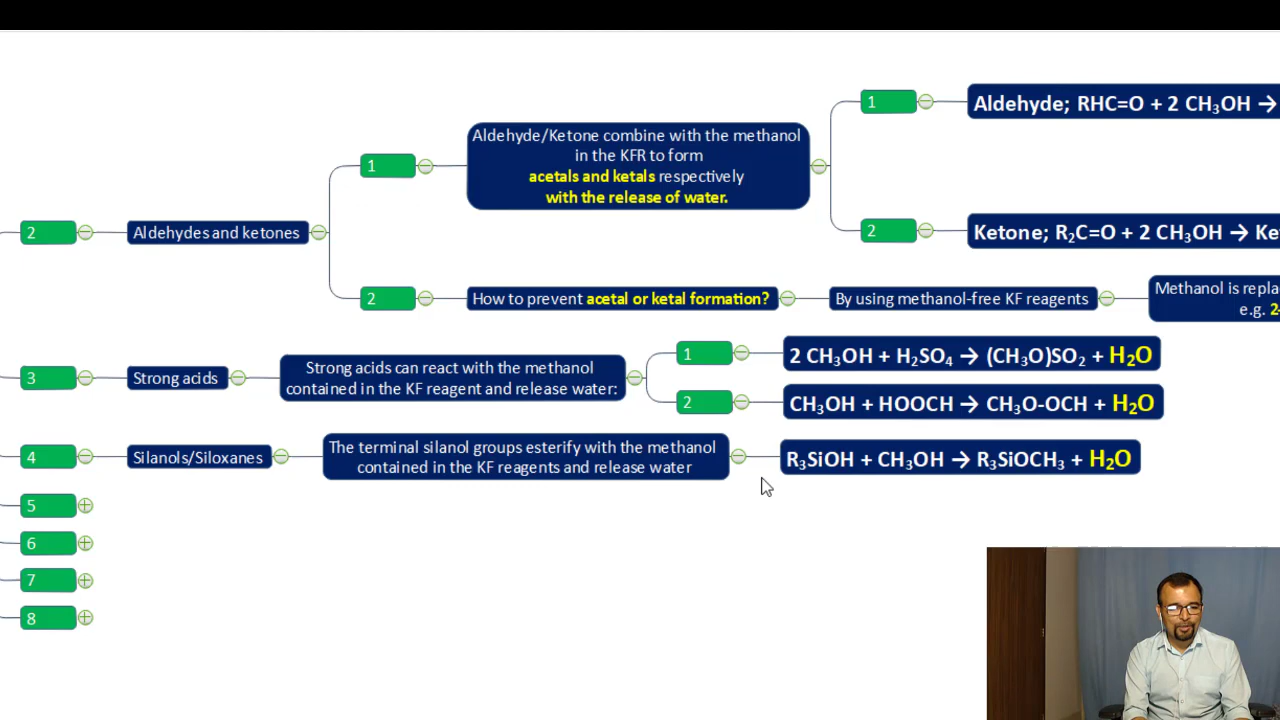 1
Aldehyde; RHC=O + 2 CH₃OH →
Aldehyde/Ketone combine with the methanol
in the KFR to form
acetals and ketals respectively
with the release of water.
1
2
Aldehydes and ketones
2
Ketone; R₂C=O + 2 CH₃OH → Ke
2
How to prevent acetal or ketal formation?
By using methanol-free KF reagents
Methanol is repla
e.g. 2-
3
Strong acids
Strong acids can react with the methanol
contained in the KF reagent and release water:
1
2 CH₃OH + H₂SO₄ → (CH₃O)SO₂ + H₂O
2
CH₃OH + HOOCH → CH₃O-OCH + H₂O
4
Silanols/Siloxanes
The terminal silanol groups esterify with the methanol
contained in the KF reagents and release water
R₃SiOH + CH₃OH → R₃SiOCH₃ + H₂O
5
6
7
8